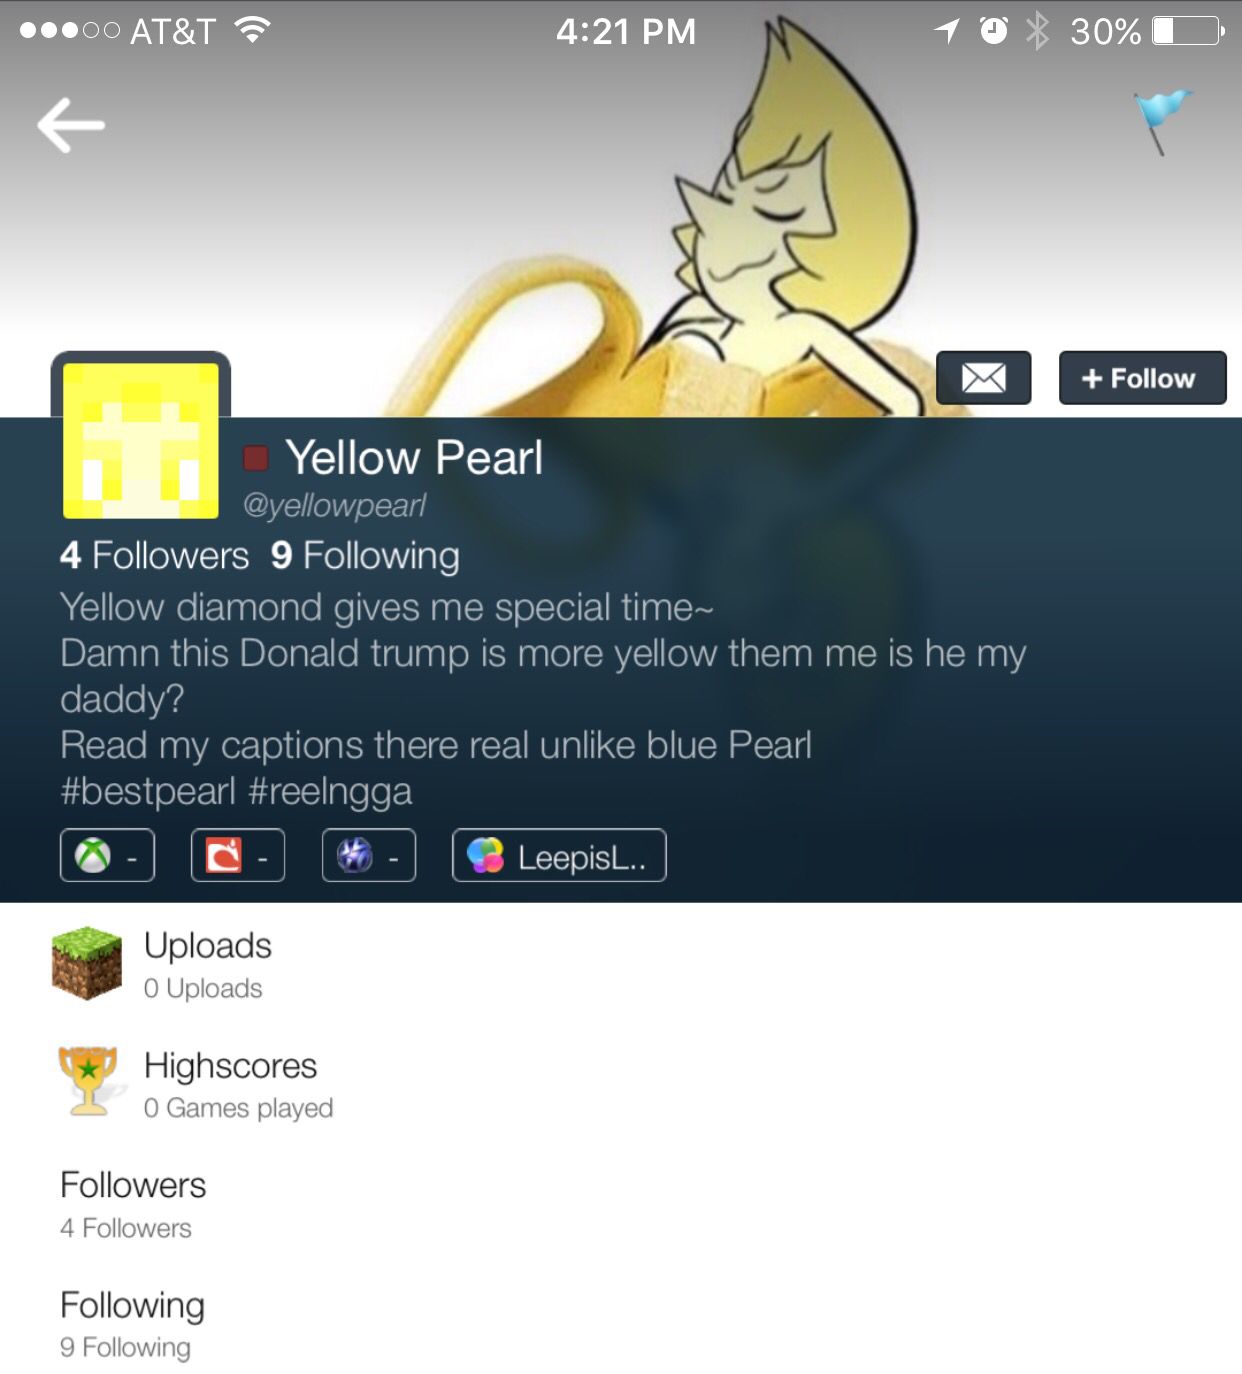 AT&T 4:21 PM 30%
+ Follow
Yellow Pearl
@yellowpearl
4 Followers 9 Following
Yellow diamond gives me special time~
Damn this Donald trump is more yellow them me is he my
daddy?
Read my captions there real unlike blue Pearl
#bestpearl #reelngga
- - - LeepisL..
Uploads
0 Uploads
Highscores
0 Games played
Followers
4 Followers
Following
9 Following